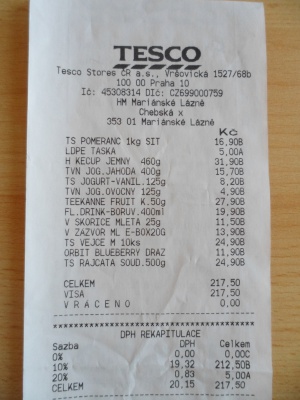 TESCO
Tesco Stores ČR a.s., Vršovická 1527/68b
100 00 Praha 10
Ič: 45308314 DIč: CZ699000759
HM Mariánské Lázně
Chebská x
353 01 Mariánské Lázně
Kč
TS POMERANC 1kg SIT 16,90B
LDPE TASKA 5,00A
H KECUP JEMNY 460g 31,90B
TVN JOG.JAHODA 400g 15,70B
TS JOGURT-VANIL.125g 8,20B
TVN JOG.OVOCNY 125g 4,90B
TEEKANNE FRUIT K.50g 27,90B
FL.DRINK-BORUV.400ml 19,90B
V SKORICE MLETA 25g 11,50B
V ZAZVOR ML E-BOX20G 13,90B
TS VEJCE M 10ks 24,90B
ORBIT BLUEBERRY DRAZ 11,90B
TS RAJCATA SOUD.500g 24,90B
CELKEM 217,50
VISA 217,50
VRÁCENO 0,00
DPH REKAPITULACE
Sazba DPH Celkem
0% 0,00 0,00C
10% 19,32 212,50B
20% 0,83 5,00A
CELKEM 20,15 217,50